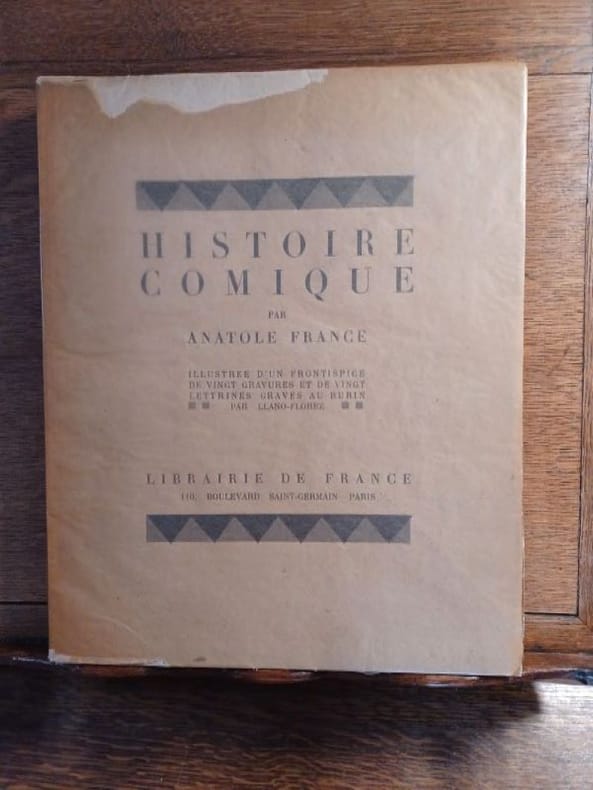 HISTOIRE
COMIQUE
PAR
ANATOLE FRANCE
ILLUSTREE D'UN FRONTISPICE
DE VINGT GRAVURES ET DE VINGT
LETTRINES GRAVÉS AU BURIN
PAR LLANO-FLOREZ
LIBRAIRIE DE FRANCE
110, BOULEVARD SAINT-GERMAIN PARIS